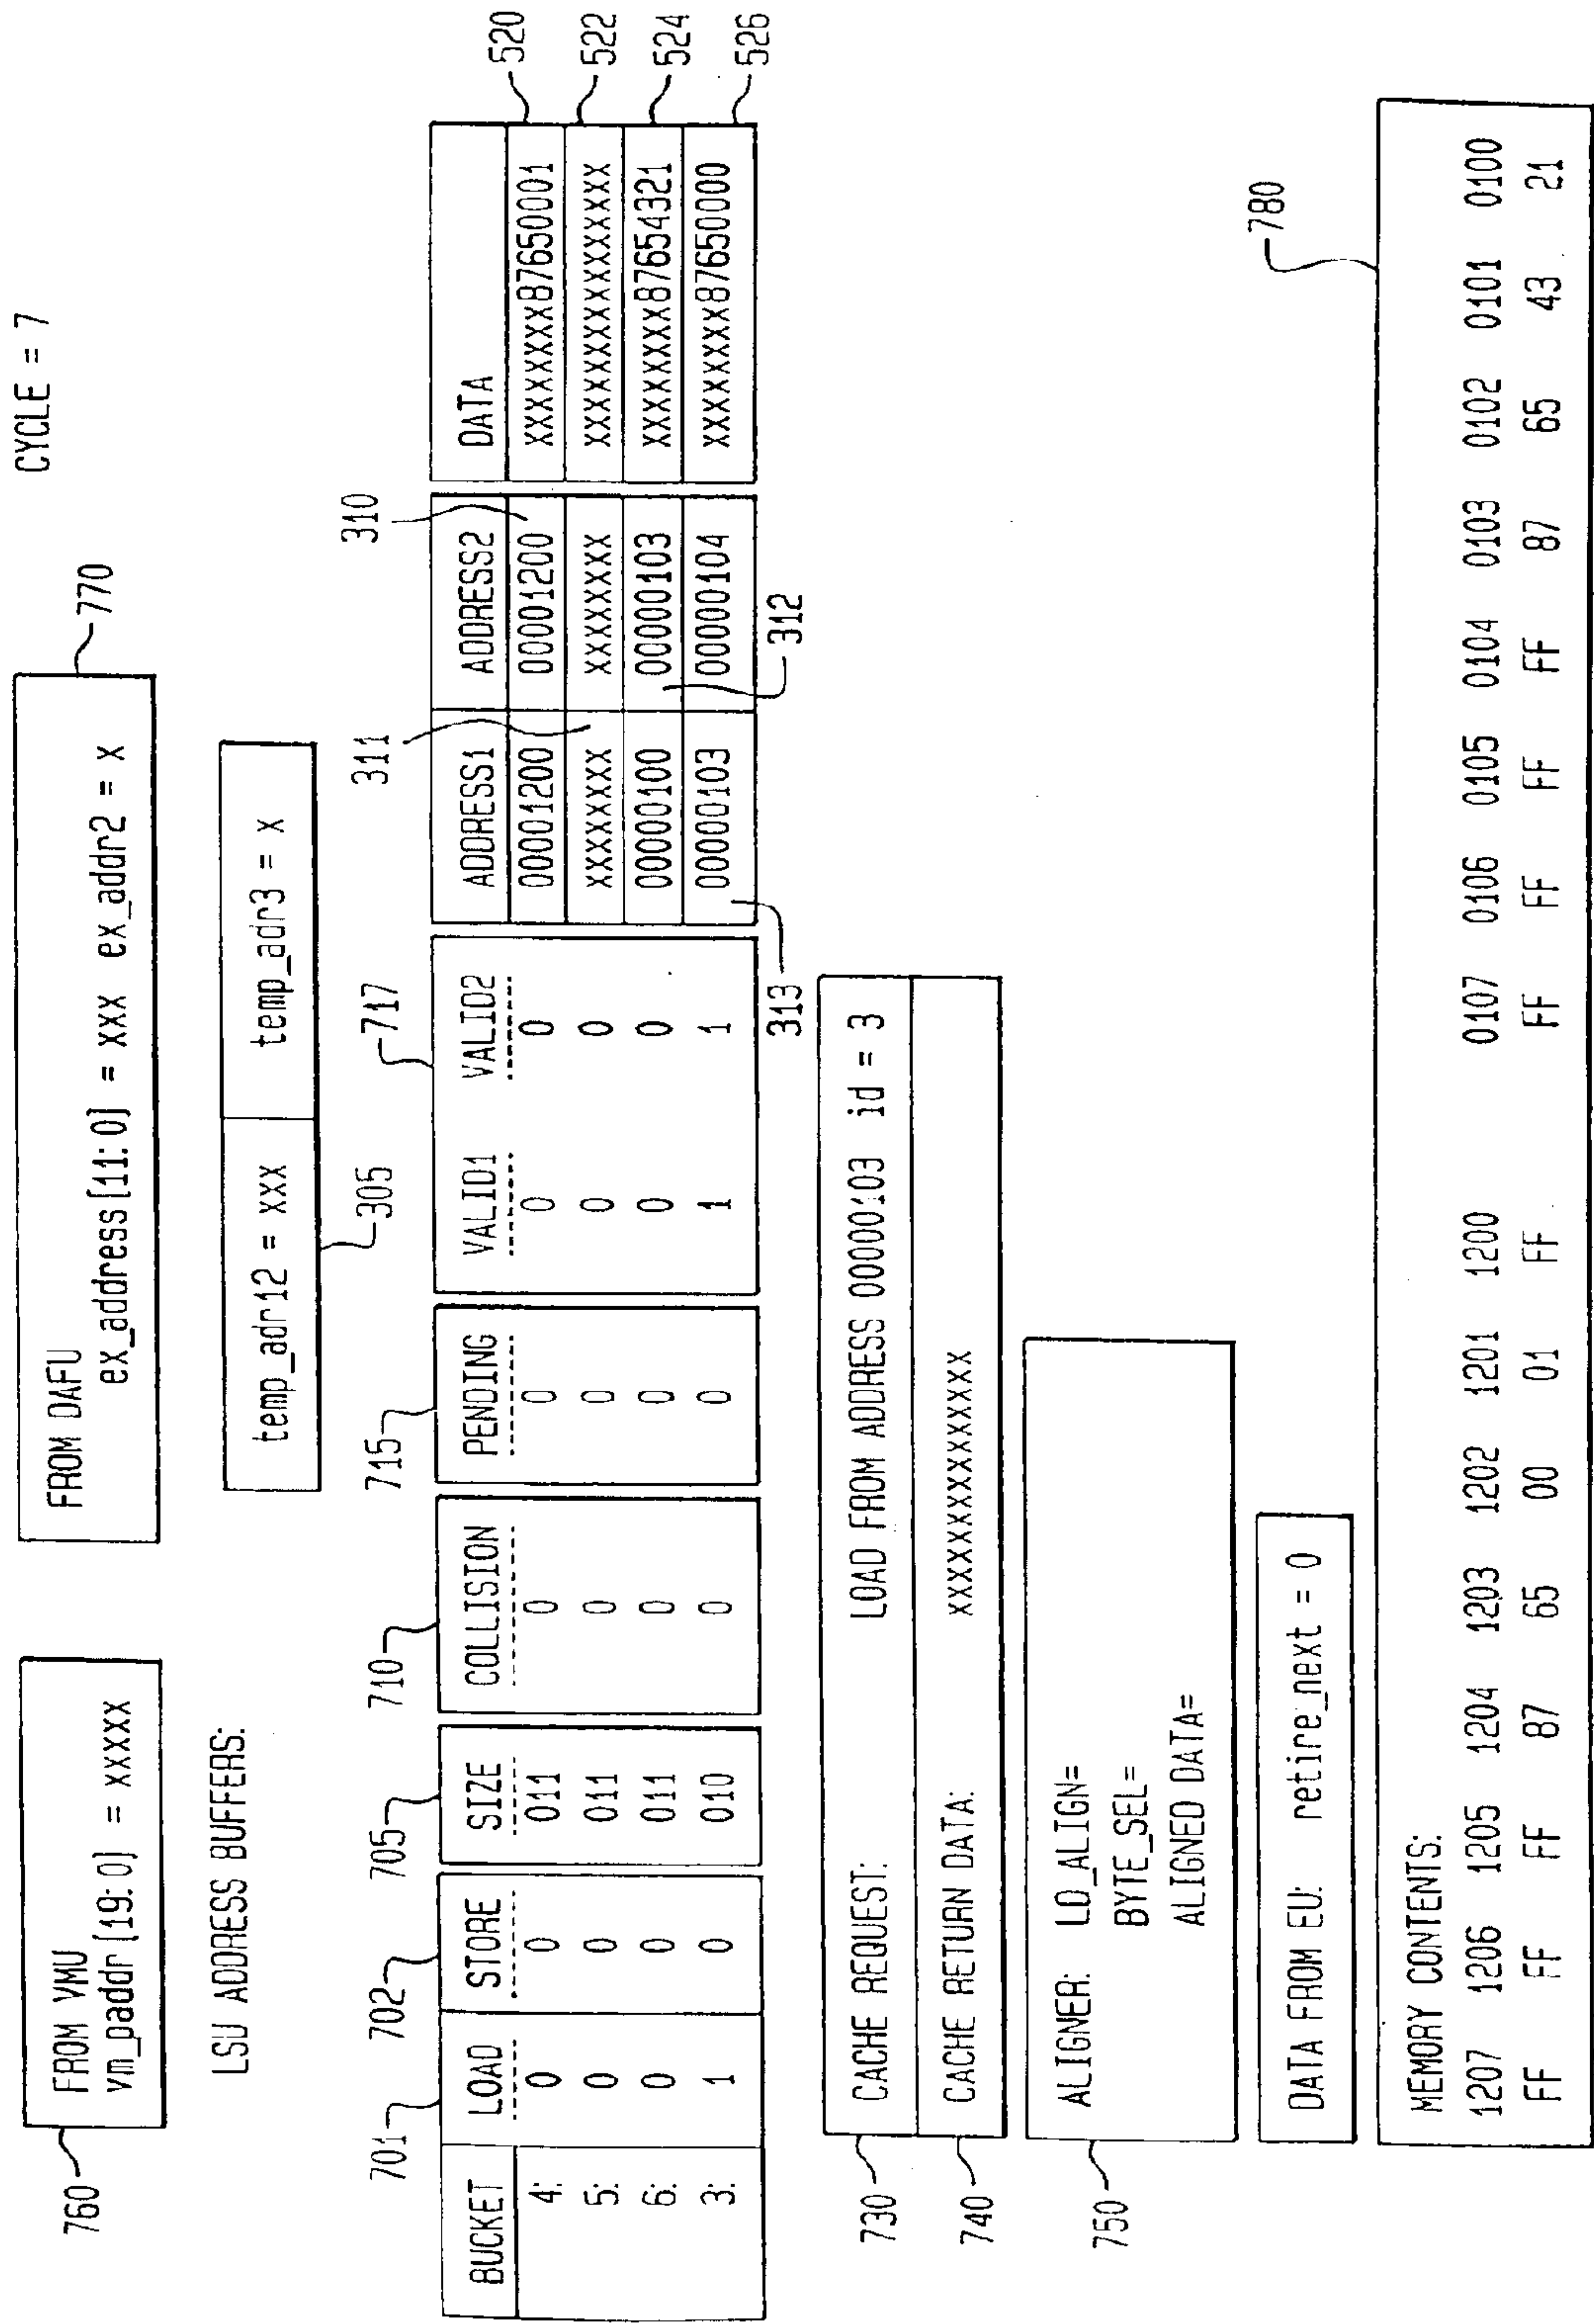 CYCLE = 7
760
FROM VMU
vm_paddr [19:0] = XXXXX
FROM DAFU
ex_address [11:0] = XXX ex_addr2 = X
770
LSU ADDRESS BUFFERS:
temp_adr12 = XXX temp_adr3 = X
305
701 702 705 710 715 717 311 310
BUCKET LOAD STORE SIZE COLLISION PENDING VALID1 VALID2 ADDRESS1 ADDRESS2 DATA
4: 0 0 011 0 0 0 0 00001200 00001200 XXXXXXXX87650001 520
5: 0 0 011 0 0 0 0 XXXXXXXX XXXXXXXX XXXXXXXXXXXXXXXX 522
6: 0 0 011 0 0 0 0 00000100 00000103 XXXXXXXX87654321 524
3: 1 0 010 0 0 1 1 00000103 00000104 XXXXXXXX87650000 526
313 312
730 CACHE REQUEST: LOAD FROM ADDRESS 00000103 id = 3
740 CACHE RETURN DATA: XXXXXXXXXXXXXXXX
750
ALIGNER: LD_ALIGN=
BYTE_SEL=
ALIGNED DATA=
DATA FROM EU: retire_next = 0
780
MEMORY CONTENTS:
1207 1206 1205 1204 1203 1202 1201 1200 0107 0106 0105 0104 0103 0102 0101 0100
FF FF FF 87 65 00 01 FF FF FF FF FF 87 65 43 21